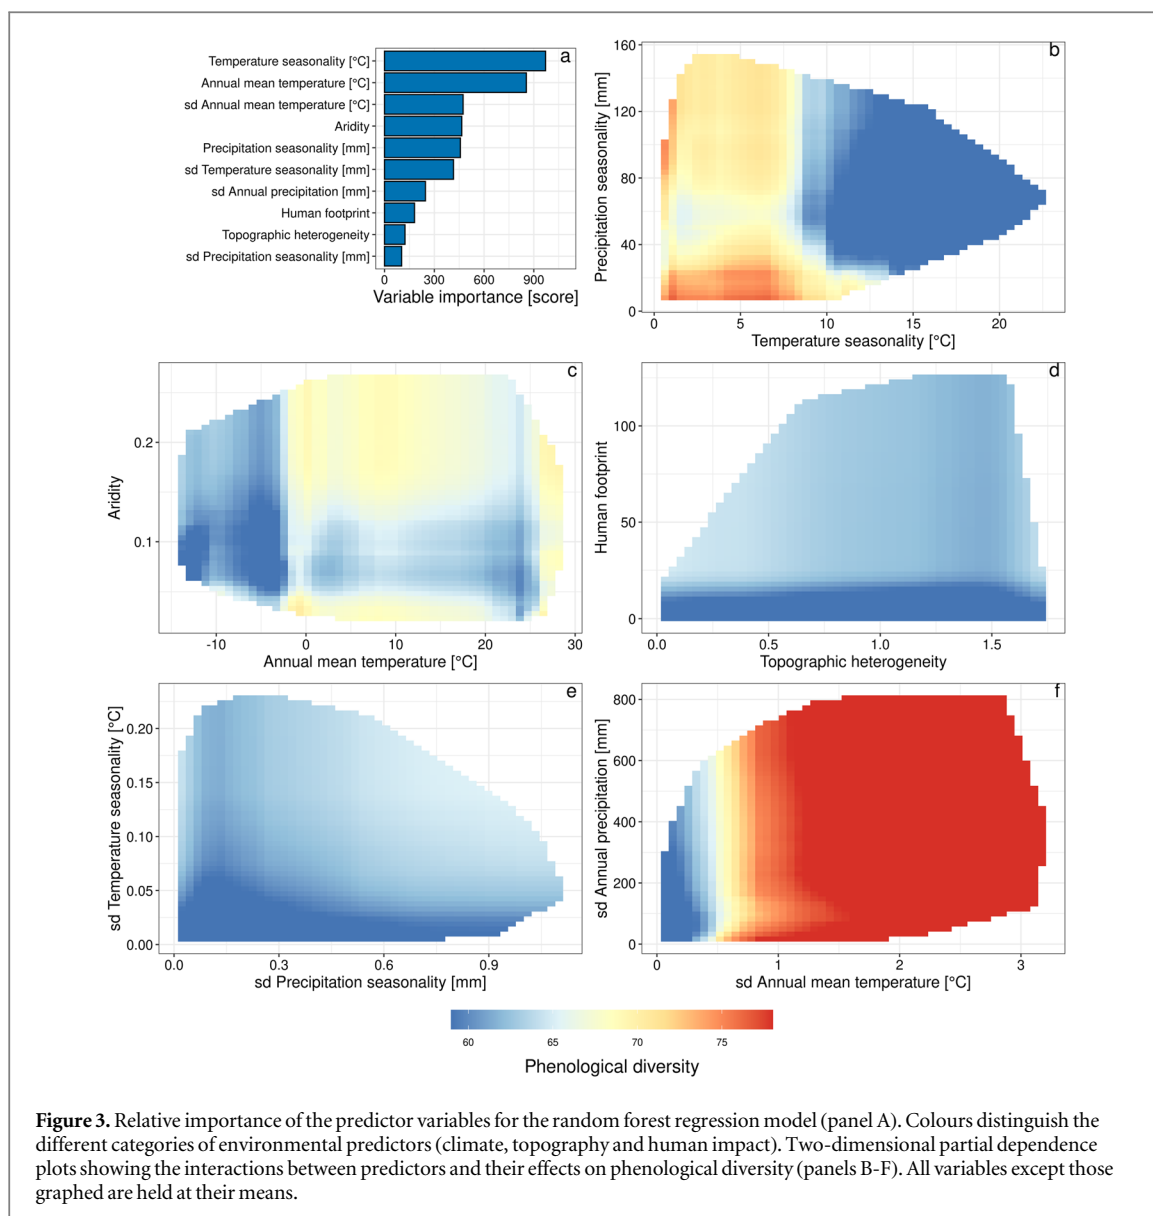 a
Temperature seasonality [°C]
Annual mean temperature [°C]
sd Annual mean temperature [°C]
Aridity
Precipitation seasonality [mm]
sd Temperature seasonality [mm]
sd Annual precipitation [mm]
Human footprint
Topographic heterogeneity
sd Precipitation seasonality [mm]
0 300 600 900
Variable importance [score]
b
Precipitation seasonality [mm]
160
120
80
40
0
0 5 10 15 20
Temperature seasonality [°C]
c
Aridity
0.2
0.1
-10 0 10 20 30
Annual mean temperature [°C]
d
Human footprint
100
50
0
0.0 0.5 1.0 1.5
Topographic heterogeneity
e
sd Temperature seasonality [°C]
0.20
0.15
0.10
0.05
0.00
0.0 0.3 0.6 0.9
sd Precipitation seasonality [mm]
f
sd Annual precipitation [mm]
800
600
400
200
0
0 1 2 3
sd Annual mean temperature [°C]
60 65 70 75
Phenological diversity
Figure 3. Relative importance of the predictor variables for the random forest regression model (panel A). Colours distinguish the
different categories of environmental predictors (climate, topography and human impact). Two-dimensional partial dependence
plots showing the interactions between predictors and their effects on phenological diversity (panels B-F). All variables except those
graphed are held at their means.